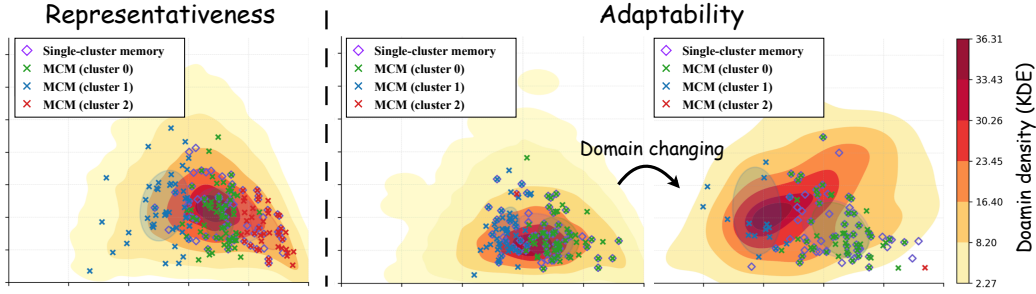 Representativeness
Adaptability
Single-cluster memory
MCM (cluster 0)
MCM (cluster 1)
MCM (cluster 2)
Single-cluster memory
MCM (cluster 0)
MCM (cluster 1)
MCM (cluster 2)
Domain changing
Single-cluster memory
MCM (cluster 0)
MCM (cluster 1)
MCM (cluster 2)
36.31
33.43
30.26
23.45
16.40
8.20
2.27
Domain density (KDE)